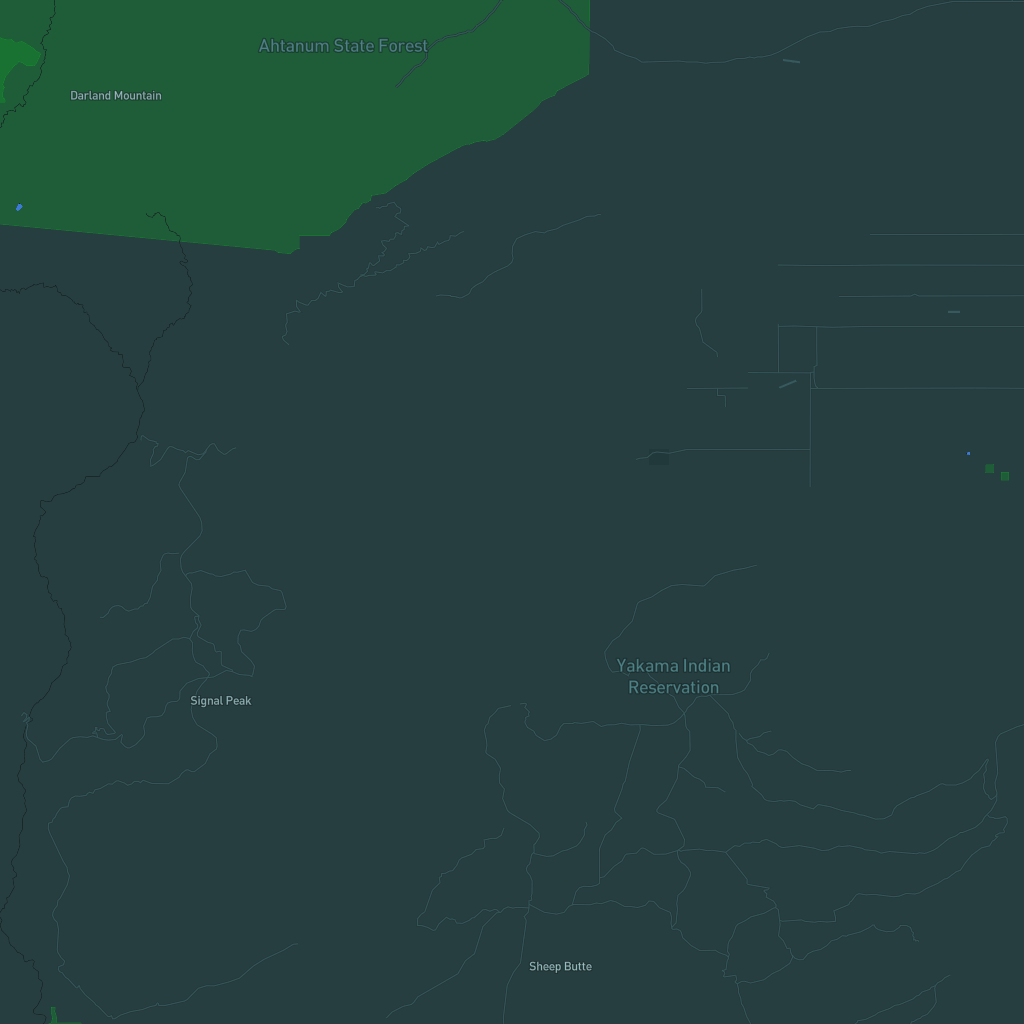 Ahtanum State Forest
Darland Mountain
Yakama Indian
Reservation
Signal Peak
Sheep Butte